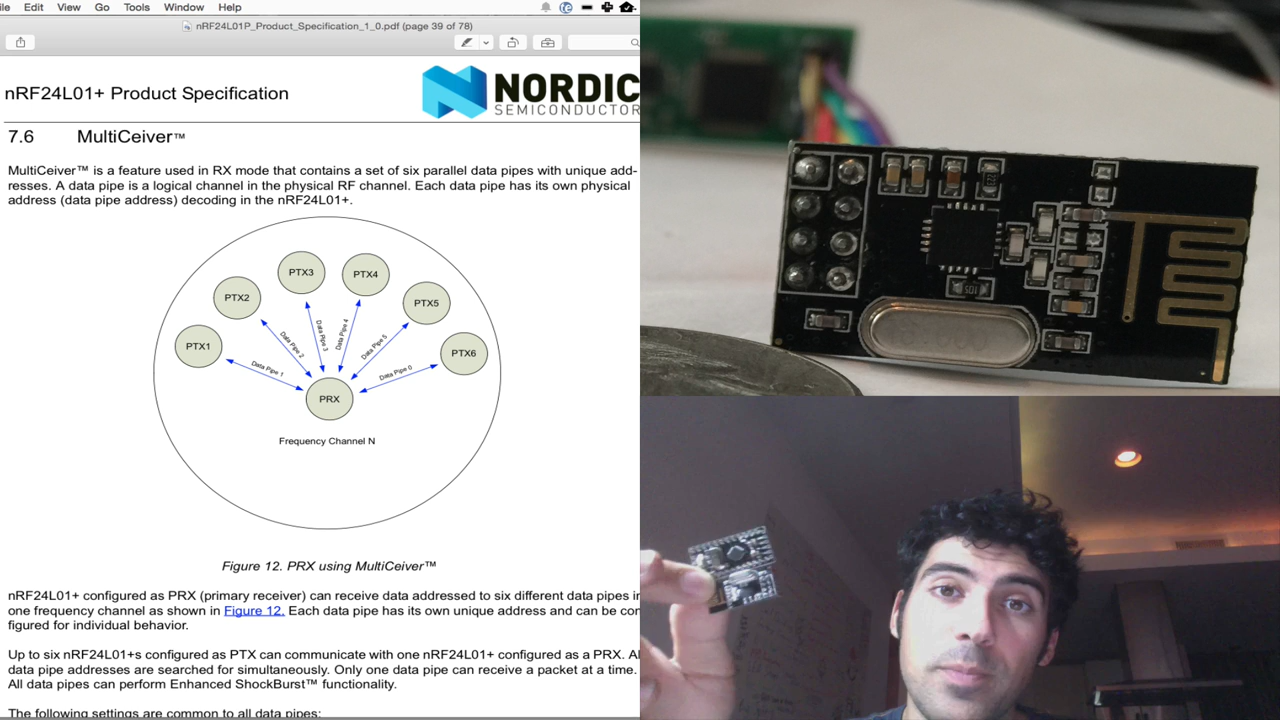 ile Edit View Go Tools Window Help
nRF24L01P_Product_Specification_1_0.pdf (page 39 of 78)
nRF24L01+ Product Specification
NORDIC
SEMICONDUCTOR
7.6 MultiCeiver™
MultiCeiver™ is a feature used in RX mode that contains a set of six parallel data pipes with unique add-
resses. A data pipe is a logical channel in the physical RF channel. Each data pipe has its own physical
address (data pipe address) decoding in the nRF24L01+.
PTX3
PTX4
PTX2
PTX5
PTX1
PTX6
Data Pipe 1
Data Pipe 2
Data Pipe 3
Data Pipe 4
Data Pipe 5
Data Pipe 0
PRX
Frequency Channel N
Figure 12. PRX using MultiCeiver™
nRF24L01+ configured as PRX (primary receiver) can receive data addressed to six different data pipes in
one frequency channel as shown in Figure 12. Each data pipe has its own unique address and can be con
figured for individual behavior.
Up to six nRF24L01+s configured as PTX can communicate with one nRF24L01+ configured as a PRX. Al
data pipe addresses are searched for simultaneously. Only one data pipe can receive a packet at a time.
All data pipes can perform Enhanced ShockBurst™ functionality.
The following settings are common to all data pipes:
223
105